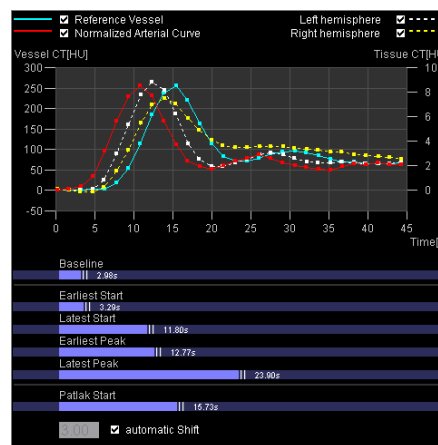 Reference Vessel Left hemisphere
Normalized Arterial Curve Right hemisphere
Vessel CT[HU] Tissue CT[HU
300 10
250 8
200 6
150
100 4
50 2
0 0
-50
0 5 10 15 20 25 30 35 40 45
Time[
Baseline
2.98s
Earliest Start
3.29s
Latest Start
11.80s
Earliest Peak
12.77s
Latest Peak
23.90s
Patlak Start
15.73s
3.00 automatic Shift